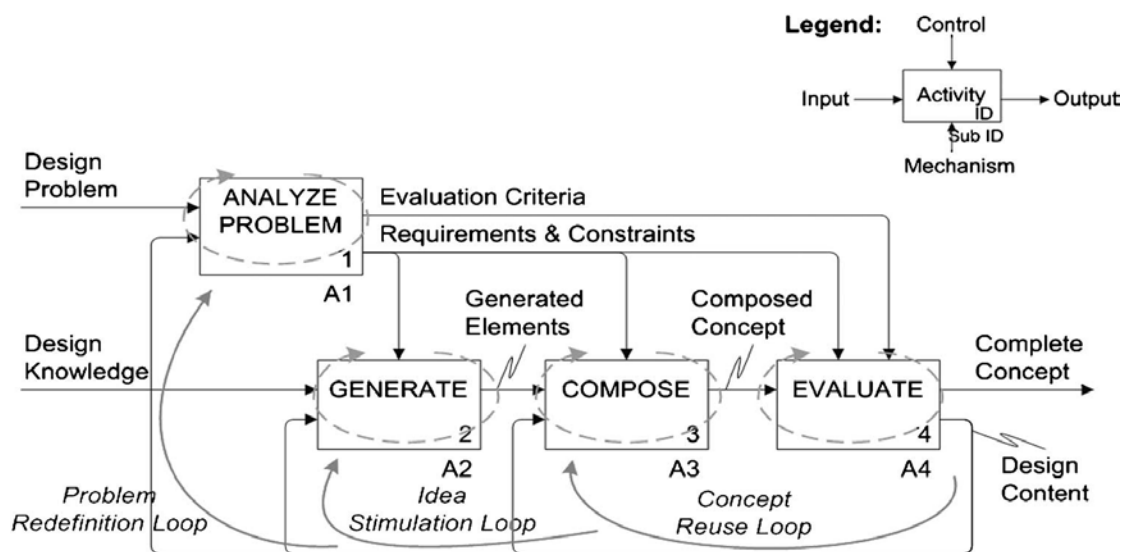 Legend:
Control
Input
Activity
ID
Output
Sub ID
Mechanism
Design
Problem
ANALYZE
PROBLEM
1
A1
Evaluation Criteria
Requirements & Constraints
Generated
Elements
Composed
Concept
Design
Knowledge
GENERATE
2
A2
COMPOSE
3
A3
EVALUATE
4
A4
Complete
Concept
Design
Content
Problem
Redefinition Loop
Idea
Stimulation Loop
Concept
Reuse Loop